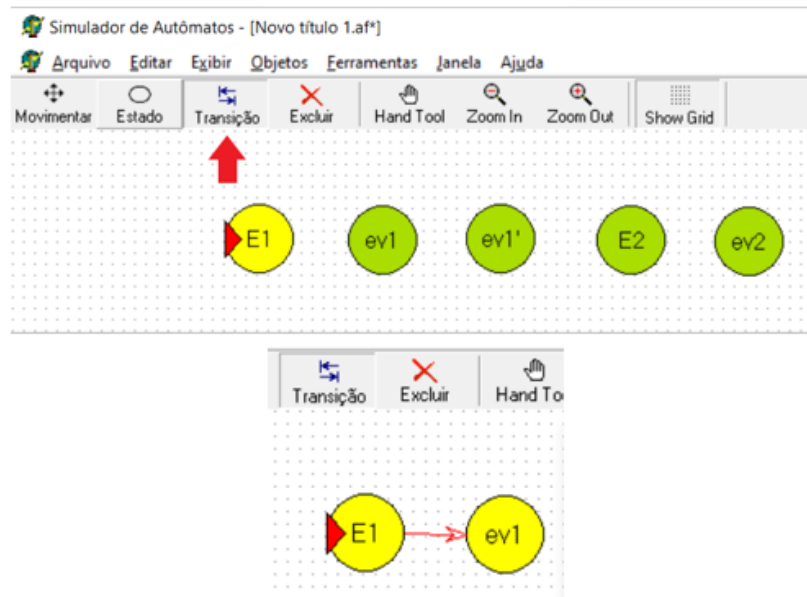 Simulador de Autômatos - [Novo título 1.af*]
Arquivo Editar Exibir Objetos Ferramentas Janela Ajuda
Movimentar Estado Transição Excluir Hand Tool Zoom In Zoom Out Show Grid
E1 ev1 ev1' E2 ev2
Transição Excluir Hand To
E1 ev1